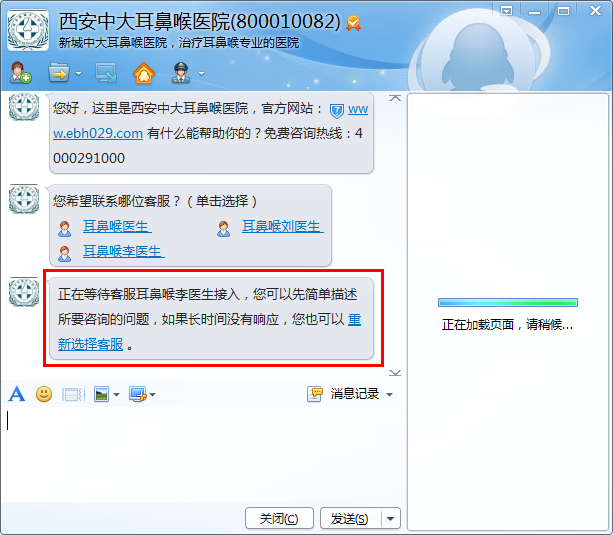 西安中大耳鼻喉医院(800010082)
新城中大耳鼻喉医院，治疗耳鼻喉专业的医院
您好，这里是西安中大耳鼻喉医院，官方网站： ww
w.ebh029.com 有什么能帮助你的？免费咨询热线：4
000291000
您希望联系哪位客服？（单击选择）
耳鼻喉医生 耳鼻喉刘医生
耳鼻喉李医生
正在等待客服耳鼻喉李医生接入，您可以先简单描述
所要咨询的问题，如果长时间没有响应，您也可以 重
新选择客服 。
正在加载页面，请稍候...
A 消息记录
关闭(C) 发送(S)